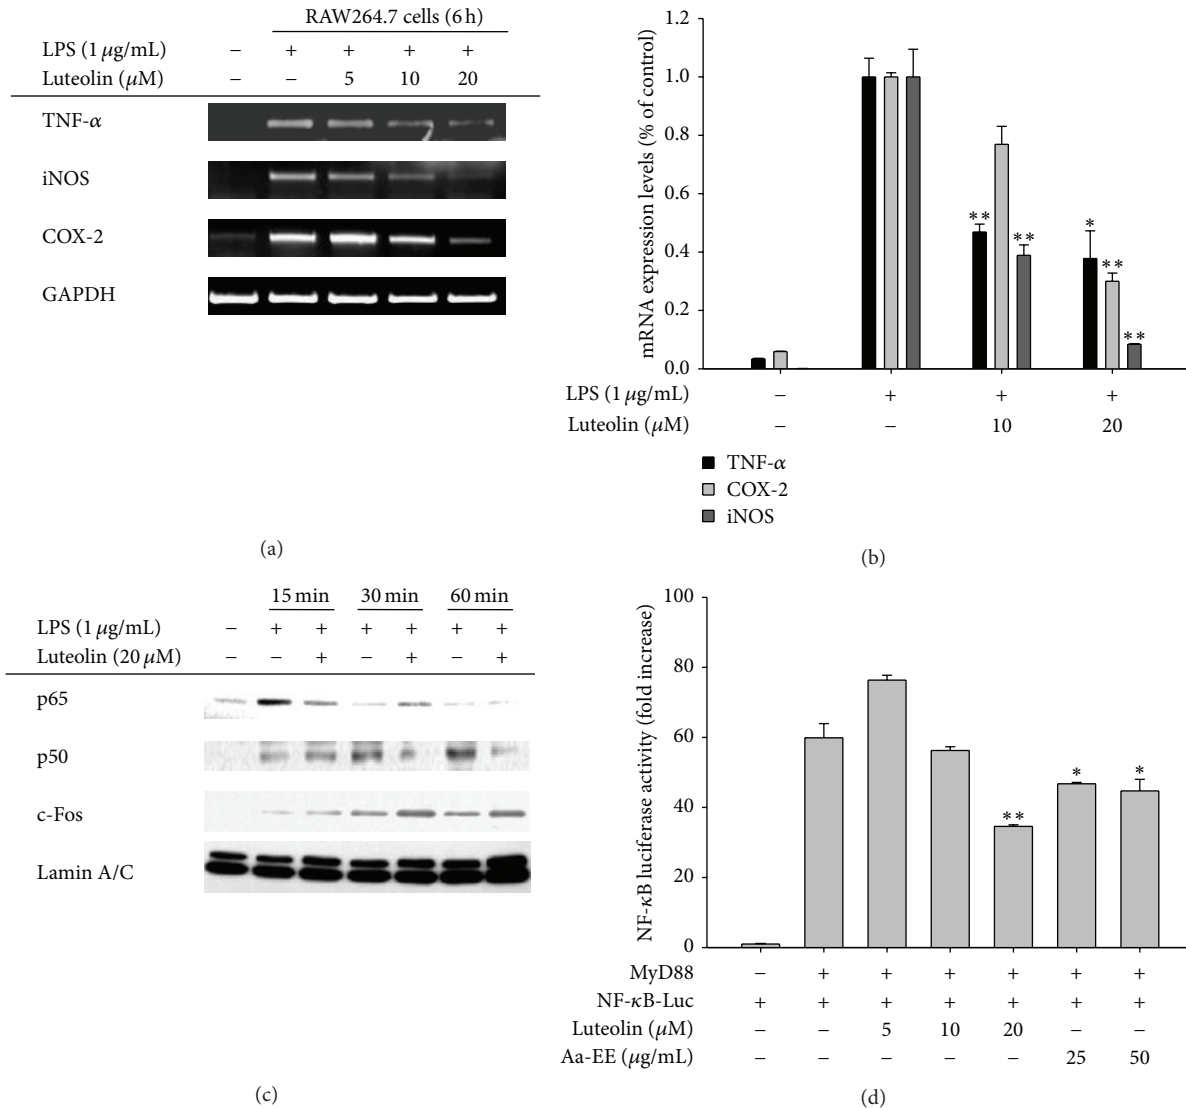 RAW264.7 cells (6 h)
LPS (1 μg/mL) − + + + +
Luteolin (μM) − − 5 10 20
TNF-α
iNOS
COX-2
GAPDH
(a)
mRNA expression levels (% of control)
1.2
1.0
0.8
0.6
0.4
0.2
0.0
** ** * ** **
LPS (1 μg/mL) − + + +
Luteolin (μM) − − 10 20
TNF-α
COX-2
iNOS
(b)
15 min 30 min 60 min
LPS (1 μg/mL) − + + + + + +
Luteolin (20 μM) − − + − + − +
p65
p50
c-Fos
Lamin A/C
(c)
NF-κB luciferase activity (fold increase)
100
80
60
40
20
0
** * *
MyD88 − + + + + + +
NF-κB-Luc + + + + + + +
Luteolin (μM) − − 5 10 20 − −
Aa-EE (μg/mL) − − − − − 25 50
(d)